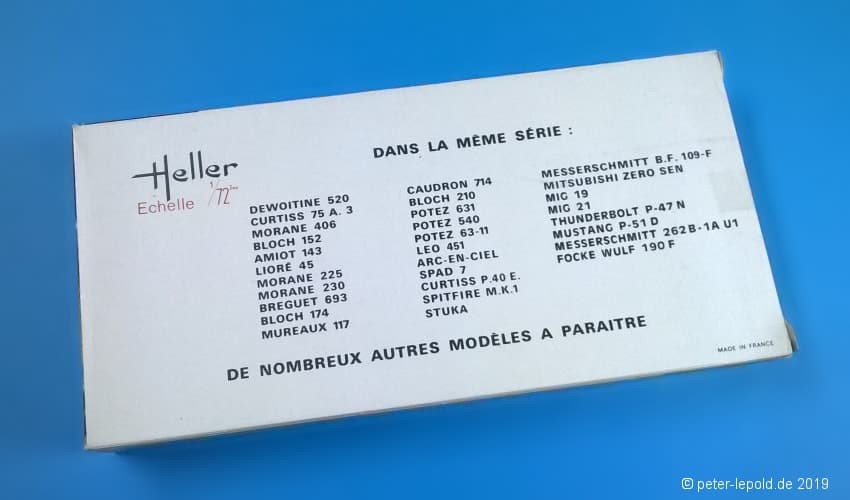 Heller
Echelle 1/72ème
DANS LA MÊME SÉRIE :
DEWOITINE 520
CURTISS 75 A. 3
MORANE 406
BLOCH 152
AMIOT 143
LIORÉ 45
MORANE 225
MORANE 230
BREGUET 693
BLOCH 174
MUREAUX 117
CAUDRON 714
BLOCH 210
POTEZ 631
POTEZ 540
POTEZ 63-11
LEO 451
ARC-EN-CIEL
SPAD 7
CURTISS P.40 E.
SPITFIRE M.K.1
STUKA
MESSERSCHMITT B.F. 109-F
MITSUBISHI ZERO SEN
MIG 19
MIG 21
THUNDERBOLT P-47 N
MUSTANG P-51 D
MESSERSCHMITT 262 B-1A U1
FOCKE WULF 190 F
DE NOMBREUX AUTRES MODÈLES A PARAITRE
MADE IN FRANCE
© peter-lepold.de 2019